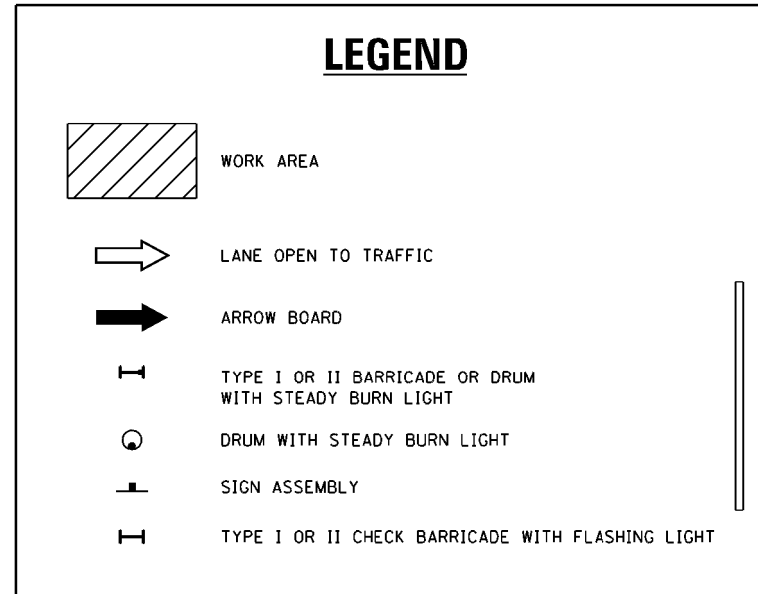 LEGEND
WORK AREA
LANE OPEN TO TRAFFIC
ARROW BOARD
TYPE I OR II BARRICADE OR DRUM
WITH STEADY BURN LIGHT
DRUM WITH STEADY BURN LIGHT
SIGN ASSEMBLY
TYPE I OR II CHECK BARRICADE WITH FLASHING LIGHT